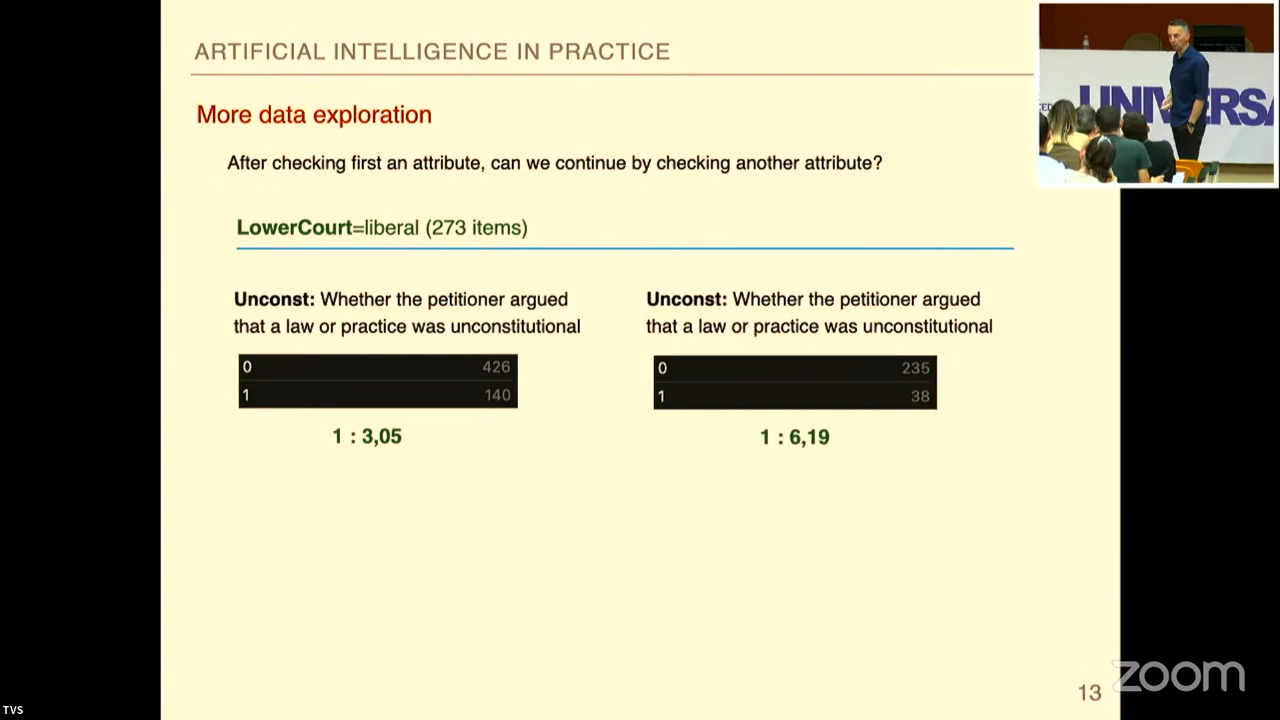 ARTIFICIAL INTELLIGENCE IN PRACTICE
More data exploration
After checking first an attribute, can we continue by checking another attribute?
LowerCourt=liberal (273 items)
Unconst: Whether the petitioner argued
that a law or practice was unconstitutional
0 426
1 140
1 : 3,05
Unconst: Whether the petitioner argued
that a law or practice was unconstitutional
0 235
1 38
1 : 6,19
13
zoom
TVS